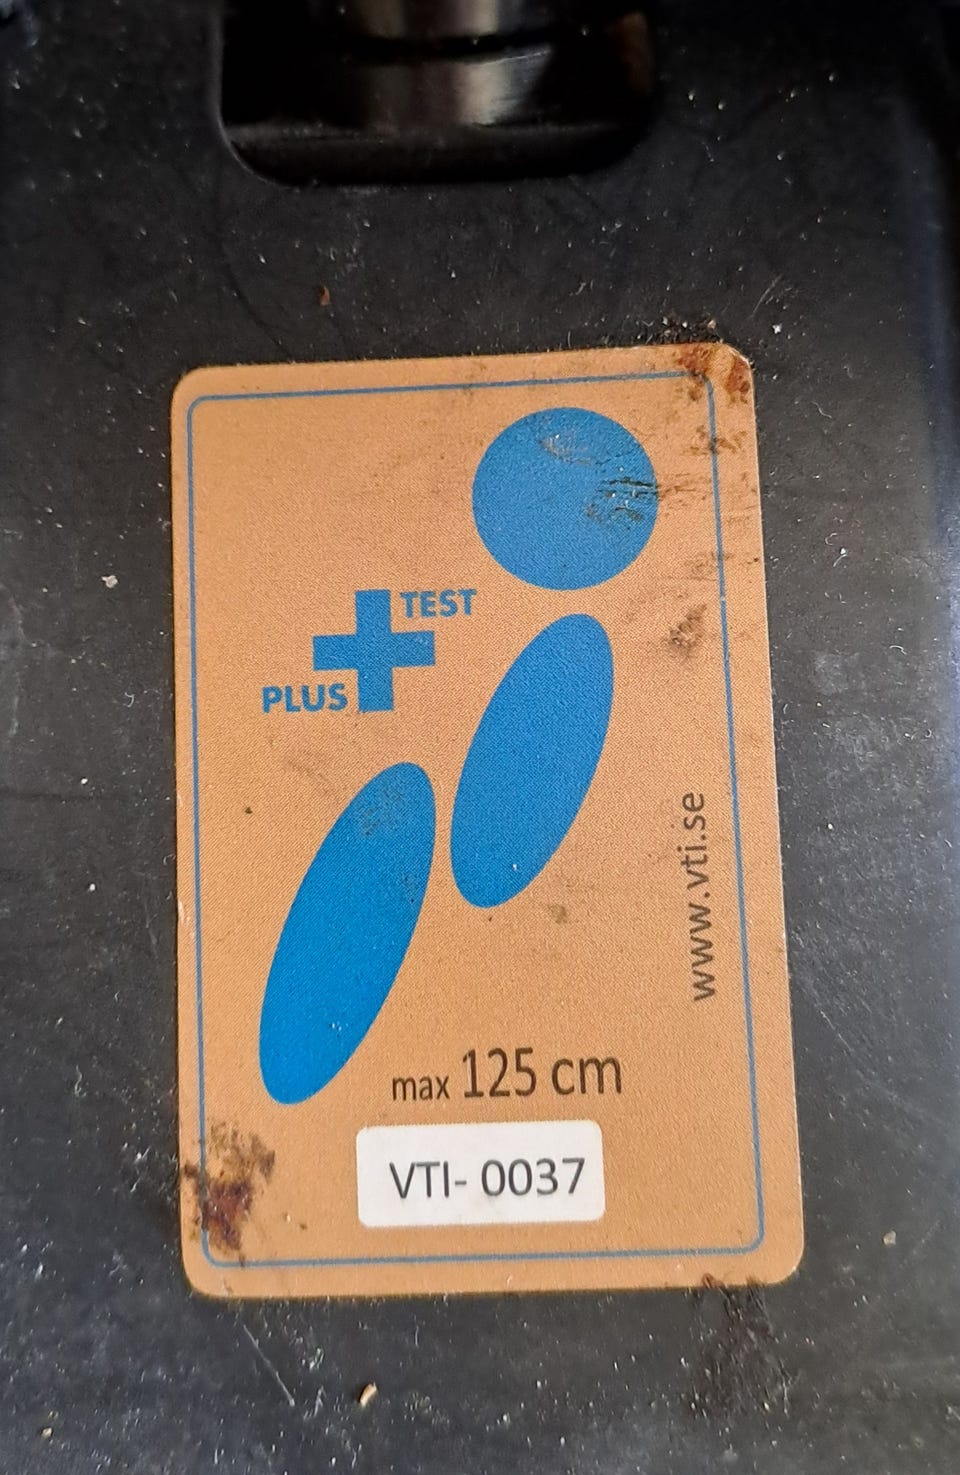 TEST
PLUS
www.vti.se
max 125 cm
VTI- 0037